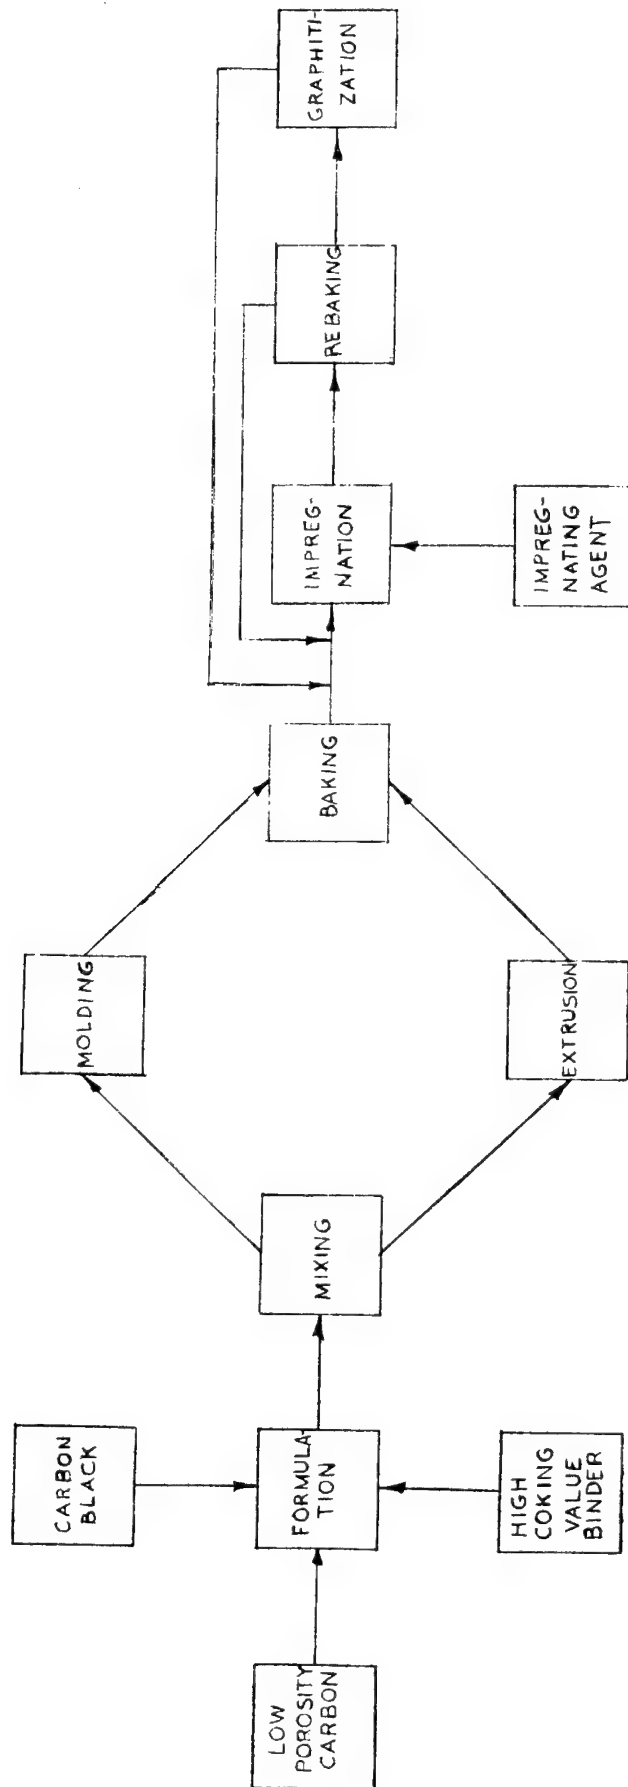 LOW
POROSITY
CARBON
CARBON
BLACK
FORMULA-
TION
HIGH
COKING
VALUE
BINDER
MIXING
MOLDING
EXTRUSION
BAKING
IMPREG-
NATION
IMPREG-
NATING
AGENT
REBAKING
GRAPHITI-
ZATION